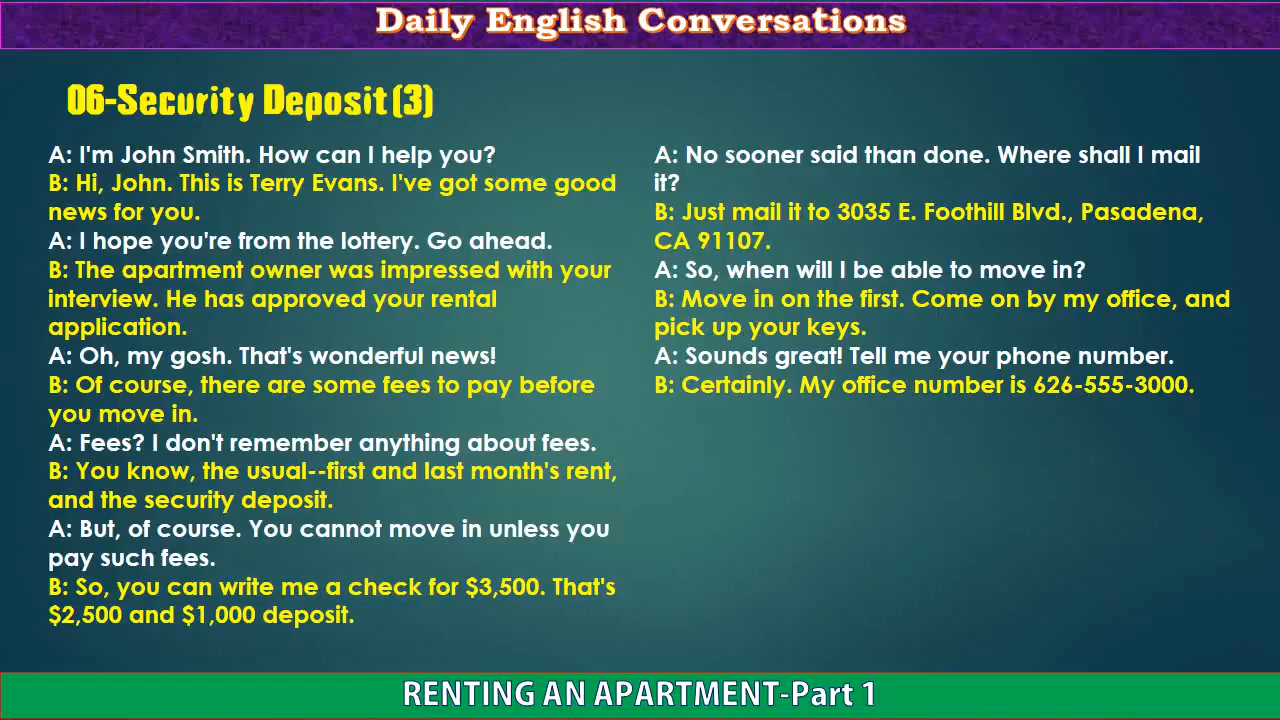 Daily English Conversations
06-Security Deposit(3)
A: I'm John Smith. How can I help you?
B: Hi, John. This is Terry Evans. I've got some good
news for you.
A: I hope you're from the lottery. Go ahead.
B: The apartment owner was impressed with your
interview. He has approved your rental
application.
A: Oh, my gosh. That's wonderful news!
B: Of course, there are some fees to pay before
you move in.
A: Fees? I don't remember anything about fees.
B: You know, the usual--first and last month's rent,
and the security deposit.
A: But, of course. You cannot move in unless you
pay such fees.
B: So, you can write me a check for $3,500. That's
$2,500 and $1,000 deposit.
A: No sooner said than done. Where shall I mail
it?
B: Just mail it to 3035 E. Foothill Blvd., Pasadena,
CA 91107.
A: So, when will I be able to move in?
B: Move in on the first. Come on by my office, and
pick up your keys.
A: Sounds great! Tell me your phone number.
B: Certainly. My office number is 626-555-3000.
RENTING AN APARTMENT-Part 1